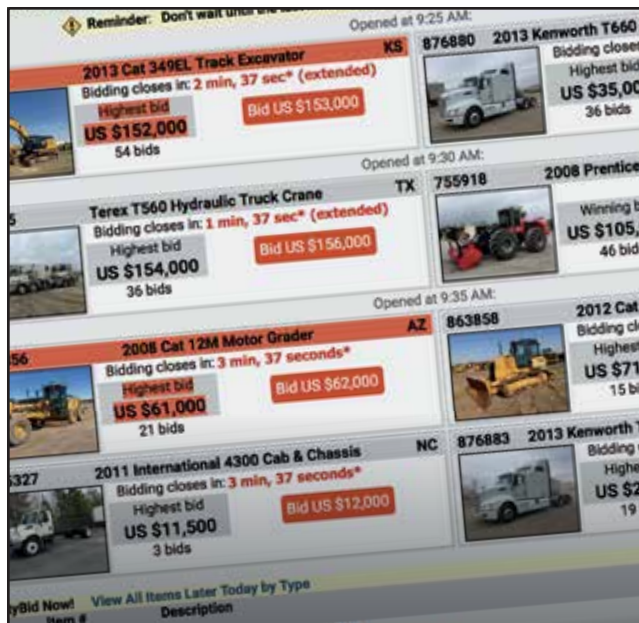 Reminder: Don't wait until the
Opened at 9:25 AM:
2013 Cat 349EL Track Excavator KS
Bidding closes in: 2 min, 37 sec* (extended)
Highest bid
US $152,000
54 bids
Bid US $153,000
876880 2013 Kenworth T660
Bidding closes
Highest bid
US $35,00
36 bids
Opened at 9:30 AM:
5
Terex T560 Hydraulic Truck Crane TX
Bidding closes in: 1 min, 37 sec* (extended)
Highest bid
US $154,000
36 bids
Bid US $156,000
755918 2008 Prentice
Winning b
US $105,
46 bid
Opened at 9:35 AM:
56
2008 Cat 12M Motor Grader AZ
Bidding closes in: 3 min, 37 seconds*
Highest bid
US $61,000
21 bids
Bid US $62,000
863858 2012 Cat
Bidding clo
Highest
US $71
15 bi
5327
2011 International 4300 Cab & Chassis NC
Bidding closes in: 3 min, 37 seconds*
Highest bid
US $11,500
3 bids
Bid US $12,000
876883 2013 Kenworth T
Bidding
Highe
US $2
19
yBid Now! View All Items Later Today by Type
Item # Description